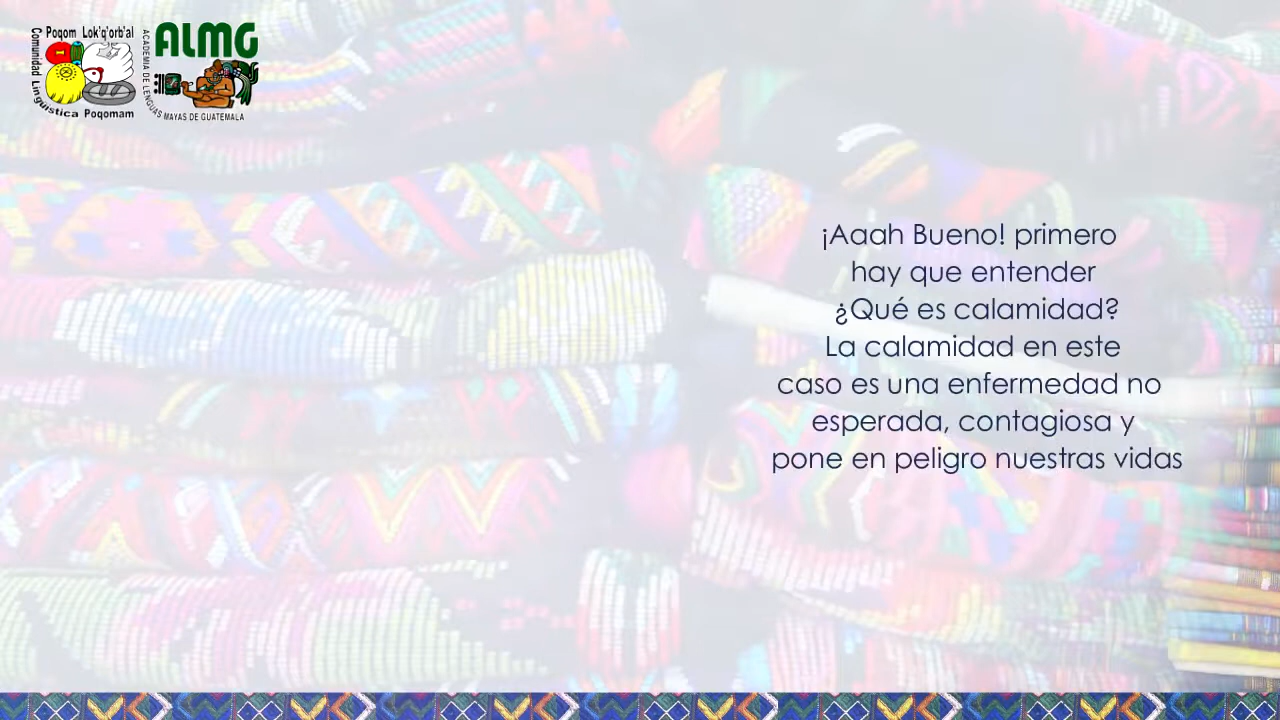 Poqom Lok'q'orb'al
Comunidad Lingüística Poqomam
ALMG
ACADEMIA DE LENGUAS MAYAS DE GUATEMALA
¡Aaah Bueno! primero
hay que entender
¿Qué es calamidad?
La calamidad en este
caso es una enfermedad no
esperada, contagiosa y
pone en peligro nuestras vidas